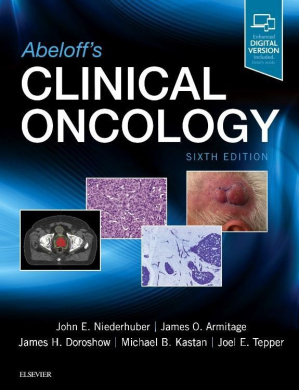 Enhanced
DIGITAL
VERSION
Included.
Abeloff's
CLINICAL
ONCOLOGY
SIXTH EDITION
John E. Niederhuber | James O. Armitage
James H. Doroshow | Michael B. Kastan | Joel E. Tepper
ELSEVIER